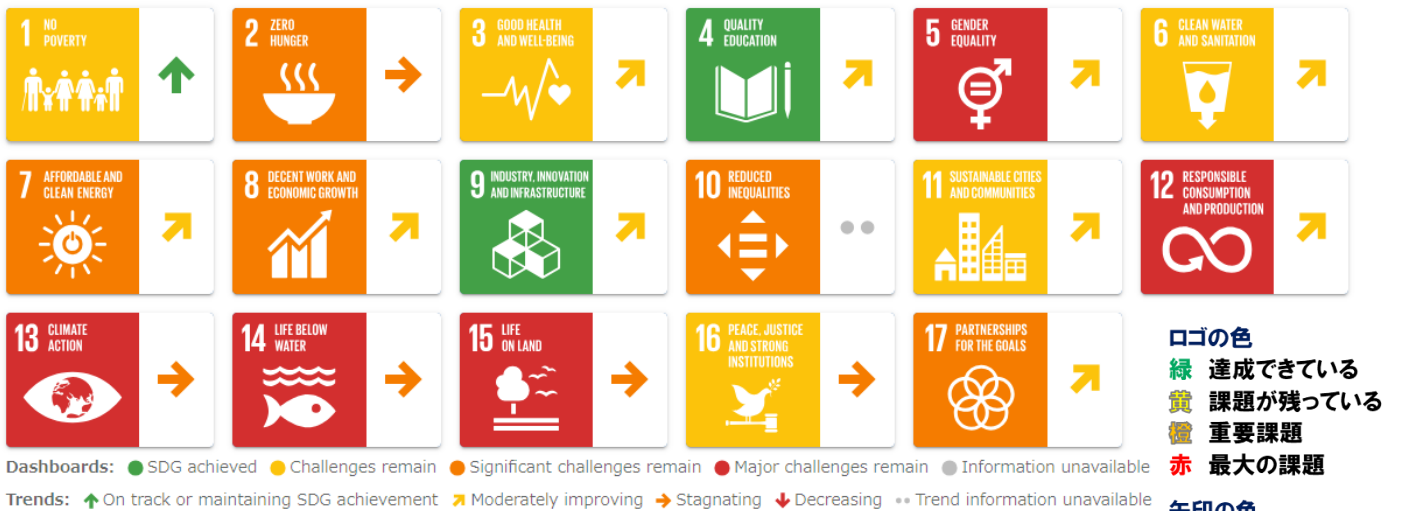 1 NO
POVERTY
2 ZERO
HUNGER
3 GOOD HEALTH
AND WELL-BEING
4 QUALITY
EDUCATION
5 GENDER
EQUALITY
6 CLEAN WATER
AND SANITATION
7 AFFORDABLE AND
CLEAN ENERGY
8 DECENT WORK AND
ECONOMIC GROWTH
9 INDUSTRY, INNOVATION
AND INFRASTRUCTURE
10 REDUCED
INEQUALITIES
11 SUSTAINABLE CITIES
AND COMMUNITIES
12 RESPONSIBLE
CONSUMPTION
AND PRODUCTION
13 CLIMATE
ACTION
14 LIFE BELOW
WATER
15 LIFE
ON LAND
16 PEACE, JUSTICE
AND STRONG
INSTITUTIONS
17 PARTNERSHIPS
FOR THE GOALS
ロゴの色
緑 達成できている
黄 課題が残っている
橙 重要課題
赤 最大の課題
Dashboards: SDG achieved Challenges remain Significant challenges remain Major challenges remain Information unavailable
Trends: On track or maintaining SDG achievement Moderately improving Stagnating Decreasing Trend information unavailable
矢印の色